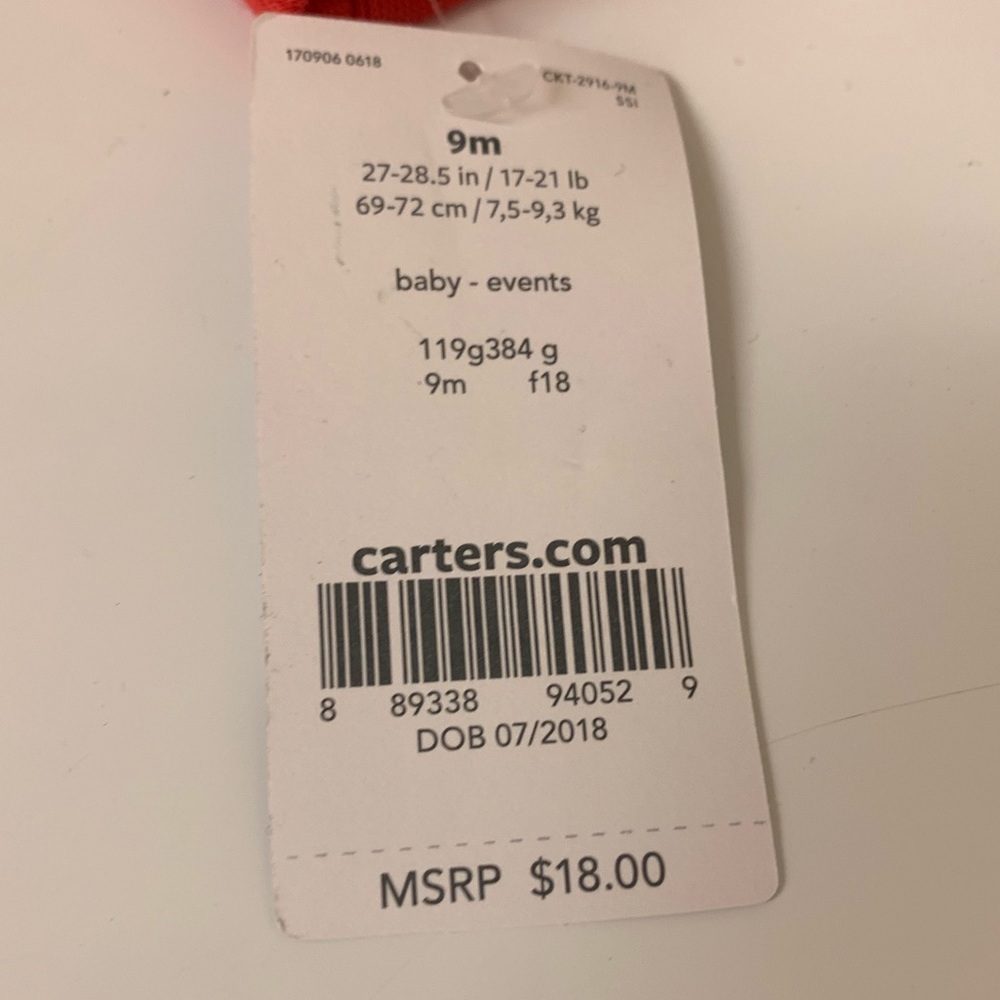 170906 0618
CKT-2916-9M
SSI
9m
27-28.5 in / 17-21 lb
69-72 cm / 7,5-9,3 kg
baby - events
119g384 g
9m f18
carters.com
8 89338 94052 9
DOB 07/2018
MSRP $18.00